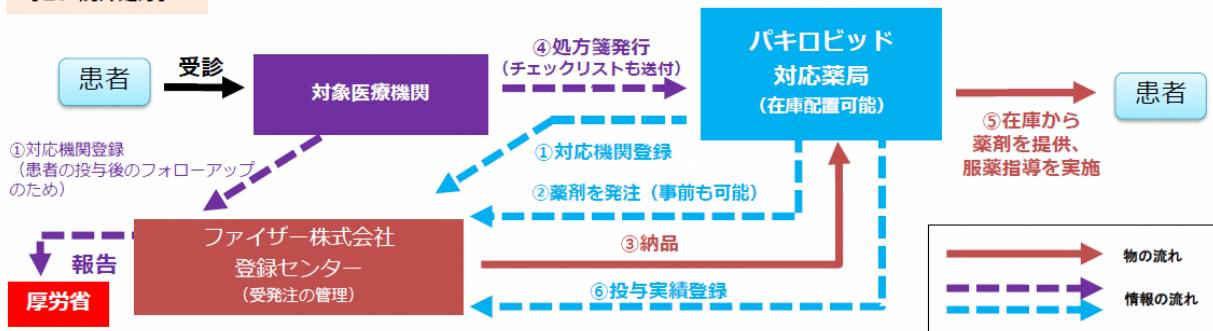 患者
受診
対象医療機関
④処方箋発行
（チェックリストも送付）
パキロビッド
対応薬局
（在庫配置可能）
⑤在庫から
薬剤を提供、
服薬指導を実施
患者
①対応機関登録
（患者の投与後のフォローアップ
のため）
①対応機関登録
②薬剤を発注（事前も可能）
③納品
⑥投与実績登録
ファイザー株式会社
登録センター
（受発注の管理）
報告
厚労省
物の流れ
情報の流れ